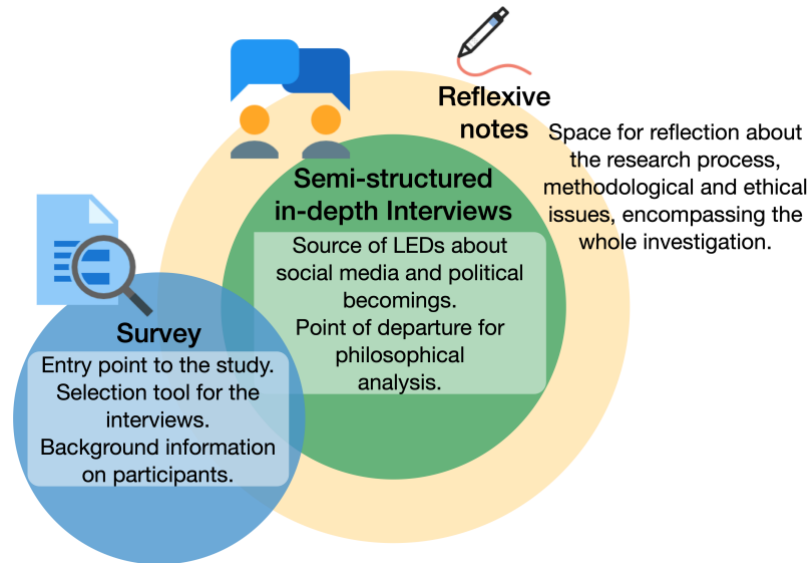 Reflexive
notes
Space for reflection about
the research process,
methodological and ethical
issues, encompassing the
whole investigation.
Semi-structured
in-depth Interviews
Source of LEDs about
social media and political
becomings.
Point of departure for
philosophical
analysis.
Survey
Entry point to the study.
Selection tool for the
interviews.
Background information
on participants.